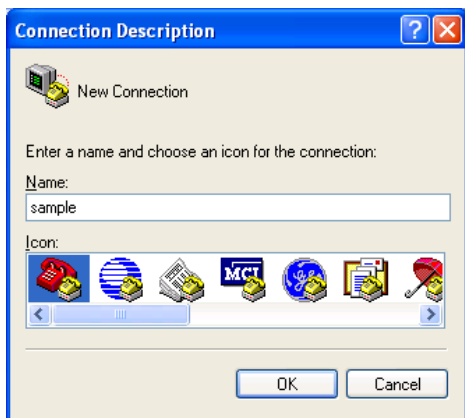 Connection Description
New Connection
Enter a name and choose an icon for the connection:
Name:
sample
Icon:
MCI
OK
Cancel